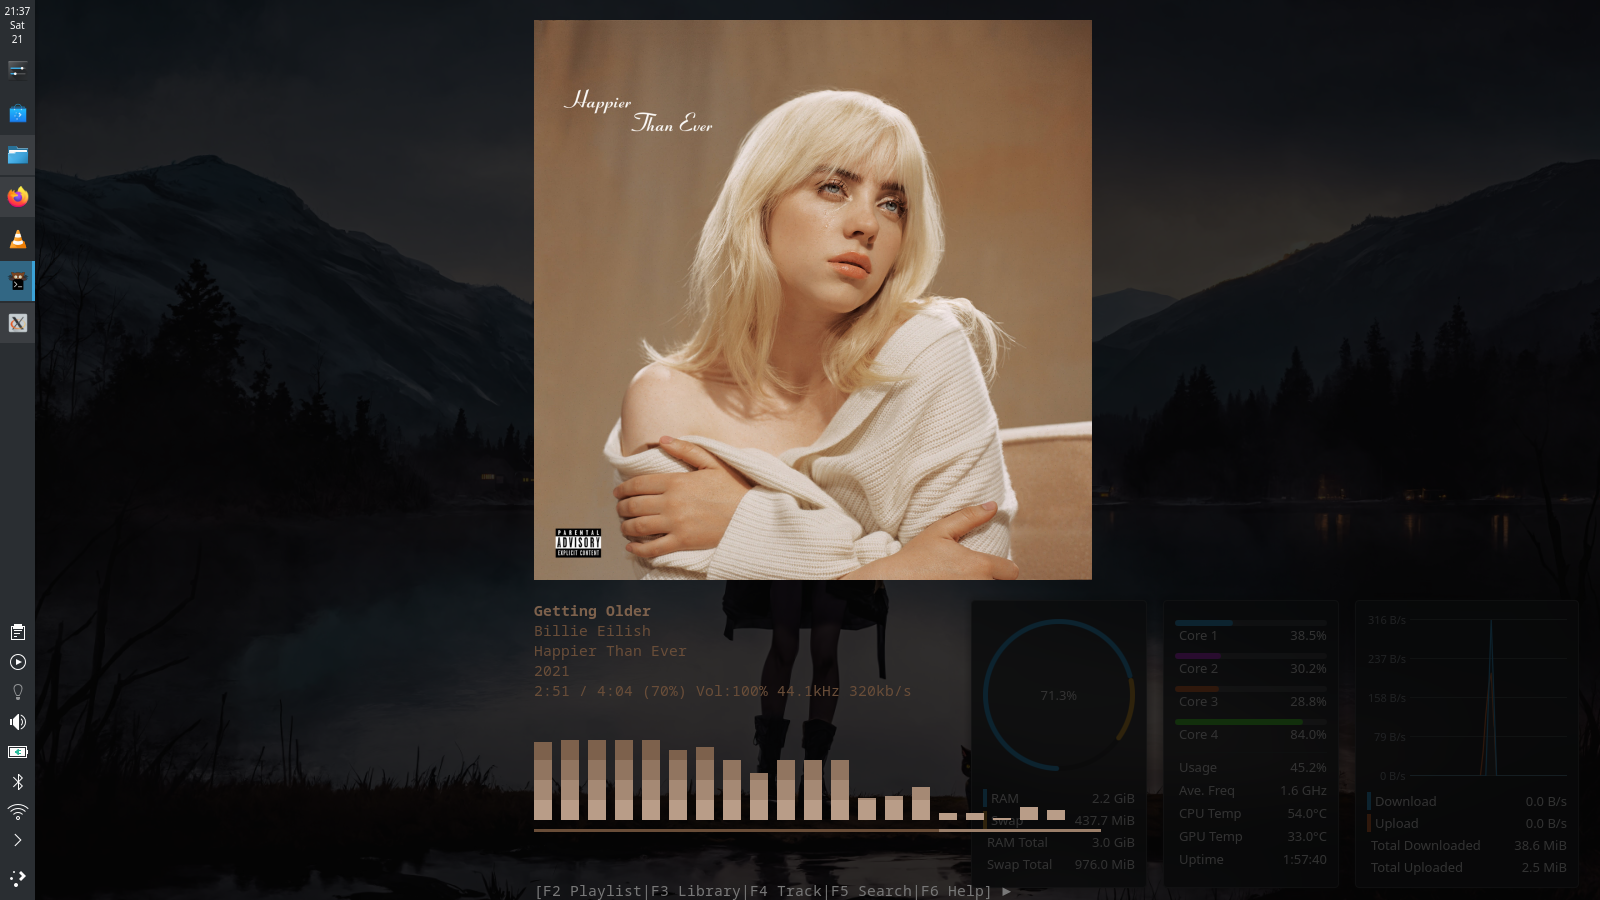 21:37
Sat
21
Happier
Than Ever
PARENTAL
ADVISORY
EXPLICIT CONTENT
Getting Older
Billie Eilish
Happier Than Ever
2021
2:51 / 4:04 (70%) Vol:100% 44.1kHz 320kb/s
[F2 Playlist|F3 Library|F4 Track|F5 Search|F6 Help] ►
71.3%
RAM 2.2 GiB
Swap 437.7 MiB
RAM Total 3.0 GiB
Swap Total 976.0 MiB
Core 1 38.5%
Core 2 30.2%
Core 3 28.8%
Core 4 84.0%
Usage 45.2%
Ave. Freq 1.6 GHz
CPU Temp 54.0°C
GPU Temp 33.0°C
Uptime 1:57:40
316 B/s
237 B/s
158 B/s
79 B/s
0 B/s
Download 0.0 B/s
Upload 0.0 B/s
Total Downloaded 38.6 MiB
Total Uploaded 2.5 MiB